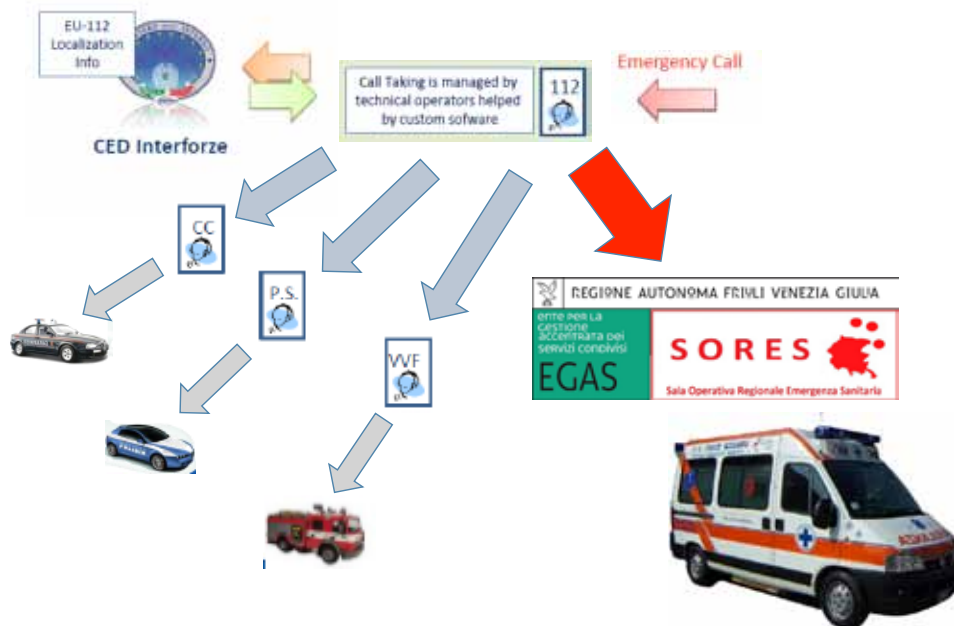 EU-112
Localization
Info
CED Interforze
Call Taking is managed by
technical operators helped
by custom sofware
112
Emergency Call
CC
P.S.
VVF
REGIONE AUTONOMA FRIULI VENEZIA GIULIA
ENTE PER LA
GESTIONE
ACCENTRATA DEI
SERVIZI CONDIVISI
EGAS
SORES
Sala Operativa Regionale Emergenza Sanitaria
POLIZIA